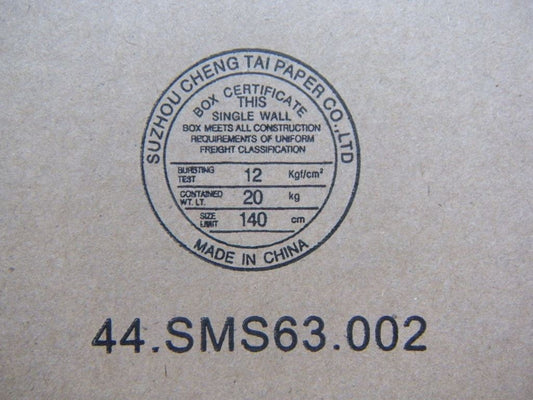 SUZHOU CHENG TAI PAPER CO.,LTD
BOX CERTIFICATE
THIS
SINGLE WALL
BOX MEETS ALL CONSTRUCTION
REQUIREMENTS OF UNIFORM
FREIGHT CLASSIFICATION
BURSTING TEST 12 Kgf/cm²
CONTAINED WT. LT. 20 kg
SIZE LIMIT 140 cm
MADE IN CHINA
44.SMS63.002